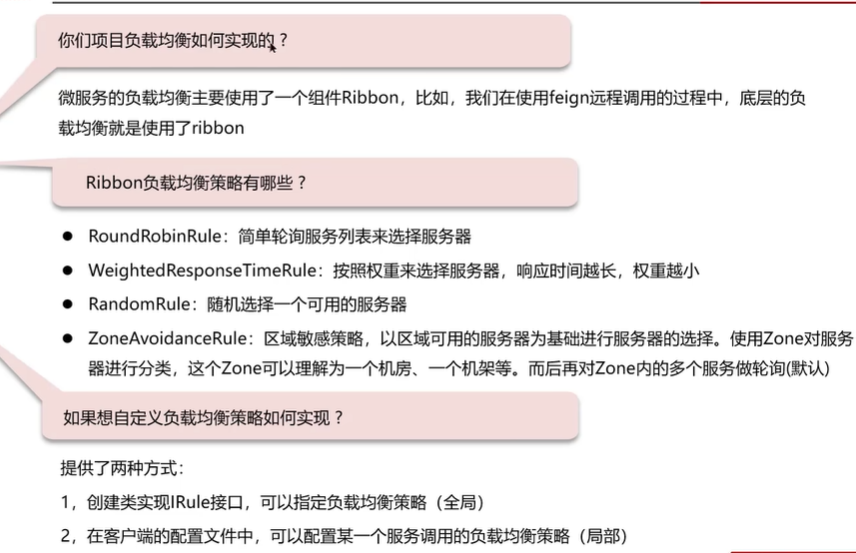 你们项目负载均衡如何实现的？
微服务的负载均衡主要使用了一个组件Ribbon，比如，我们在使用feign远程调用的过程中，底层的负
载均衡就是使用了ribbon
Ribbon负载均衡策略有哪些？
● RoundRobinRule：简单轮询服务列表来选择服务器
● WeightedResponseTimeRule：按照权重来选择服务器，响应时间越长，权重越小
● RandomRule：随机选择一个可用的服务器
● ZoneAvoidanceRule：区域敏感策略，以区域可用的服务器为基础进行服务器的选择。使用Zone对服务
器进行分类，这个Zone可以理解为一个机房、一个机架等。而后再对Zone内的多个服务做轮询(默认)
如果想自定义负载均衡策略如何实现？
提供了两种方式：
1，创建类实现IRule接口，可以指定负载均衡策略（全局）
2，在客户端的配置文件中，可以配置某一个服务调用的负载均衡策略（局部）